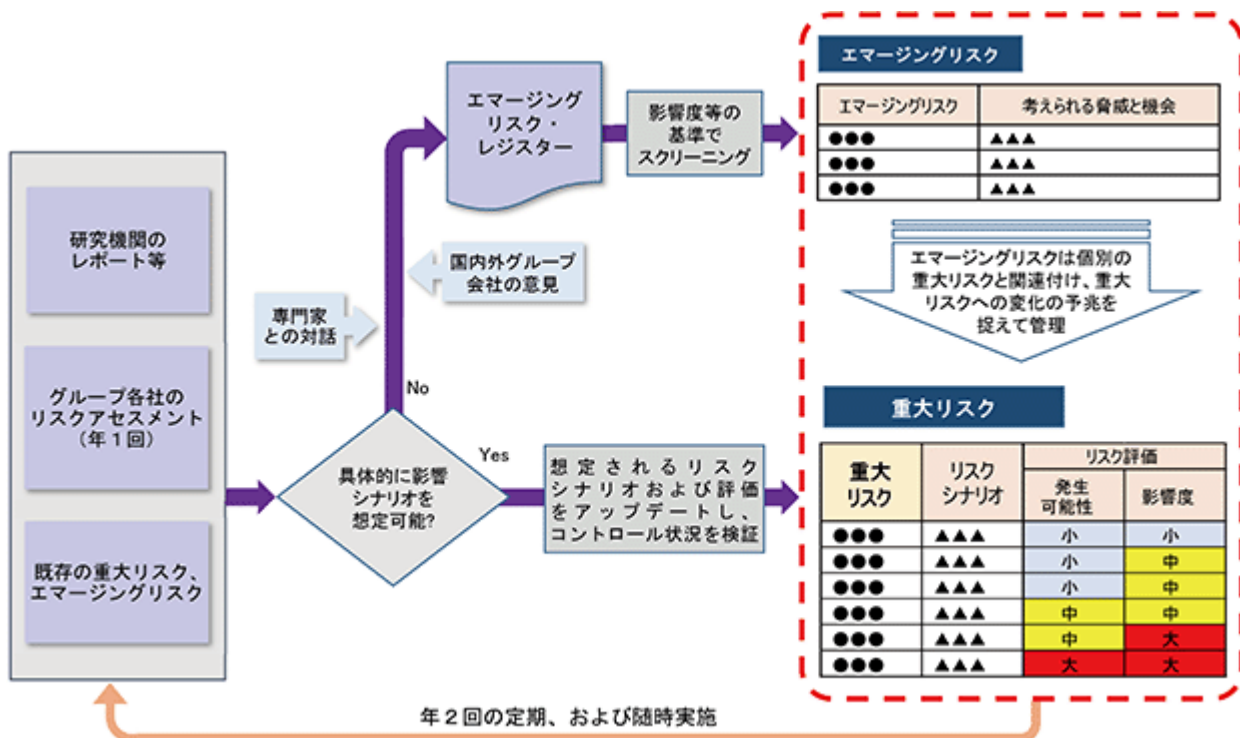 研究機関の
レポート等
グループ各社の
リスクアセスメント
(年１回)
既存の重大リスク、
エマージングリスク
具体的に影響
シナリオを
想定可能?
No
Yes
専門家
との対話
国内外グループ
会社の意見
エマージング
リスク・
レジスター
影響度等の
基準で
スクリーニング
想定されるリスク
シナリオおよび評価
をアップデートし、
コントロール状況を検証
エマージングリスク
エマージングリスク 考えられる脅威と機会
●●● ▲▲▲
●●● ▲▲▲
●●● ▲▲▲
エマージングリスクは個別の
重大リスクと関連付け、重大
リスクへの変化の予兆を
捉えて管理
重大リスク
重大
リスク
リスク
シナリオ
リスク評価
発生
可能性
影響度
●●● ▲▲▲ 小 小
●●● ▲▲▲ 小 中
●●● ▲▲▲ 小 中
●●● ▲▲▲ 中 中
●●● ▲▲▲ 中 大
●●● ▲▲▲ 大 大
年２回の定期、および随時実施